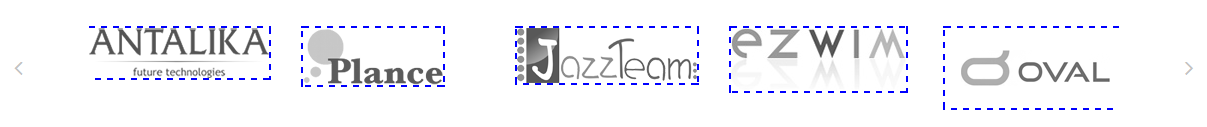 ANTALIKA
future technologies
Plance
JazzTeam
ezwim
OVAL